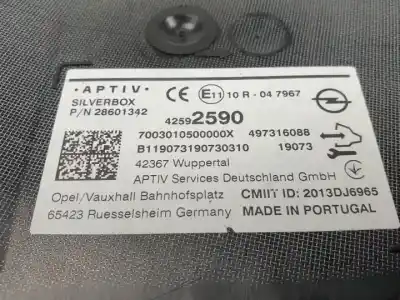 · A P T I V ·
SILVERBOX
P/N 28601342
CE E11 10 R - 04 7967
42592590
7003010500000X 497316088
B119073190730310 19073
42367 Wuppertal
APTIV Services Deutschland GmbH
Opel/Vauxhall Bahnhofsplatz CMIIT ID: 2013DJ6965
65423 Ruesselsheim Germany MADE IN PORTUGAL